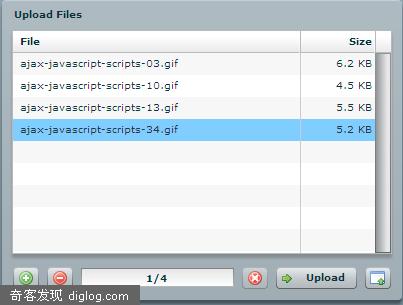 Upload Files
File Size
ajax-javascript-scripts-03.gif 6.2 KB
ajax-javascript-scripts-10.gif 4.5 KB
ajax-javascript-scripts-13.gif 5.5 KB
ajax-javascript-scripts-34.gif 5.2 KB
1/4 Upload
奇客发现 diglog.com